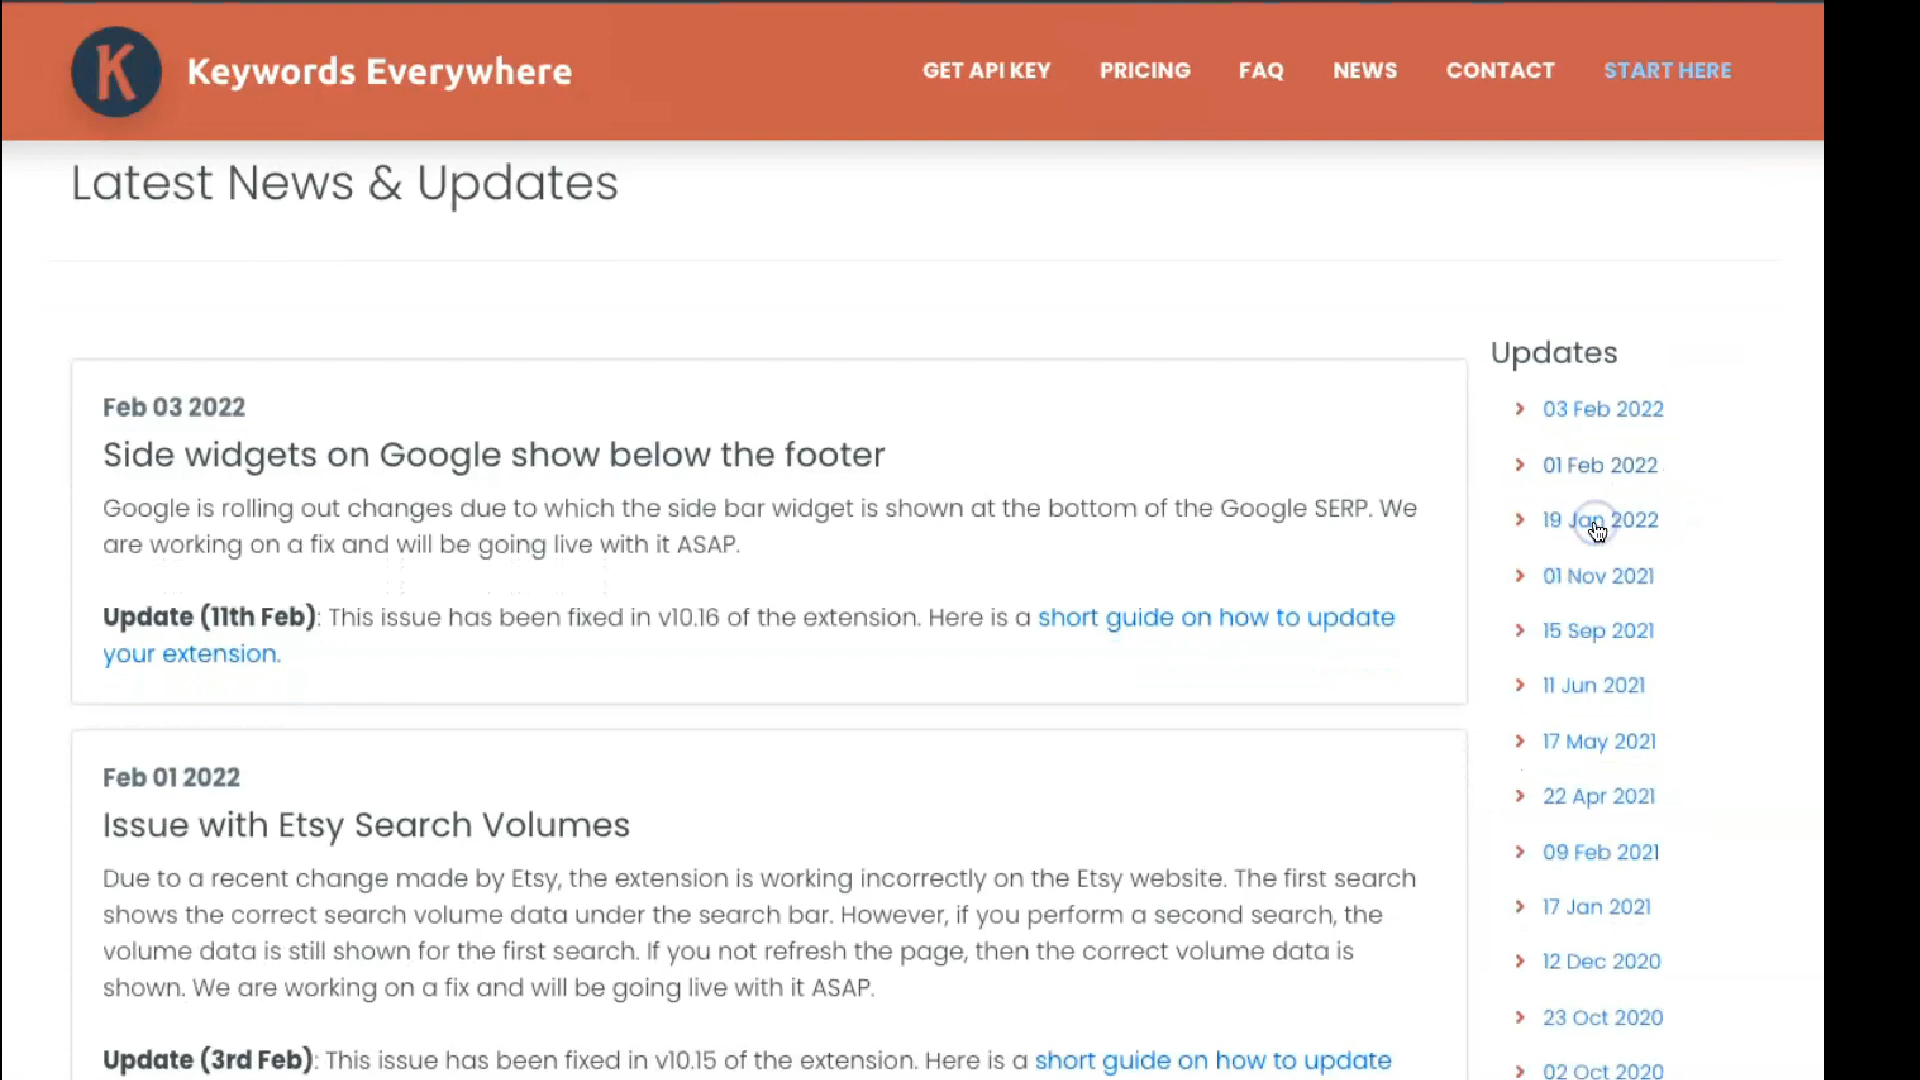 K
Keywords Everywhere
GET API KEY
PRICING
FAQ
NEWS
CONTACT
START HERE
Latest News & Updates
Feb 03 2022
Side widgets on Google show below the footer
Google is rolling out changes due to which the side bar widget is shown at the bottom of the Google SERP. We
are working on a fix and will be going live with it ASAP.
Update (11th Feb): This issue has been fixed in v10.16 of the extension. Here is a short guide on how to update
your extension.
Feb 01 2022
Issue with Etsy Search Volumes
Due to a recent change made by Etsy, the extension is working incorrectly on the Etsy website. The first search
shows the correct search volume data under the search bar. However, if you perform a second search, the
volume data is still shown for the first search. If you not refresh the page, then the correct volume data is
shown. We are working on a fix and will be going live with it ASAP.
Update (3rd Feb): This issue has been fixed in v10.15 of the extension. Here is a short guide on how to update
Updates
03 Feb 2022
01 Feb 2022
19 Jan 2022
01 Nov 2021
15 Sep 2021
11 Jun 2021
17 May 2021
22 Apr 2021
09 Feb 2021
17 Jan 2021
12 Dec 2020
23 Oct 2020
02 Oct 2020